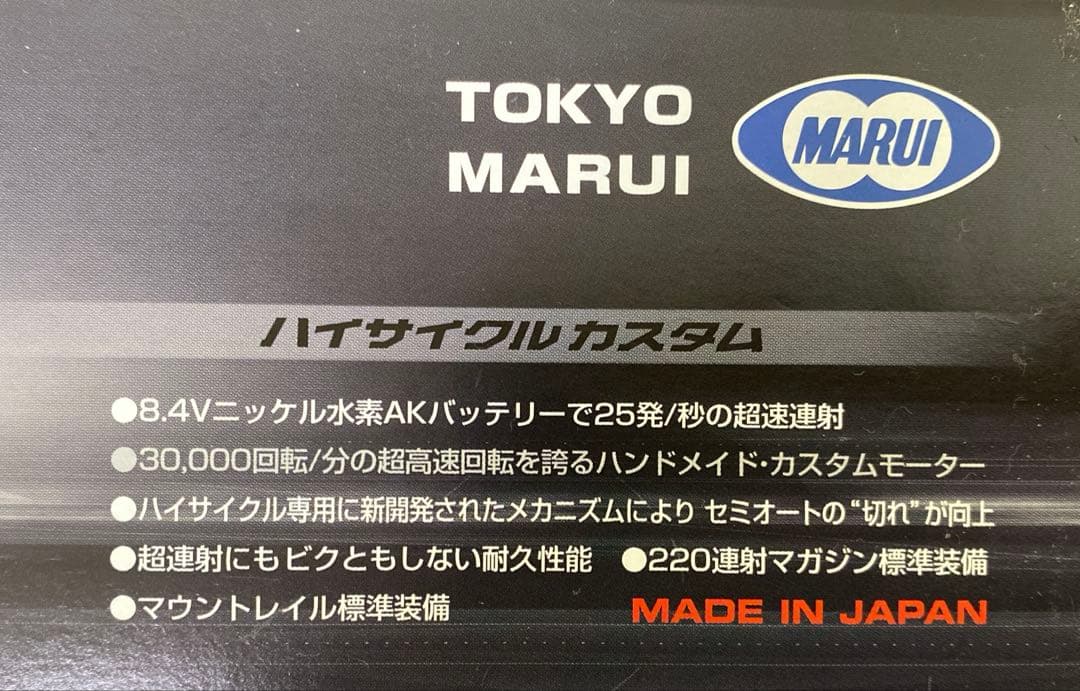 TOKYO
MARUI
MARUI
ハイサイクル カスタム
●8.4Vニッケル水素AKバッテリーで25発/秒の超速連射
●30,000回転/分の超高速回転を誇るハンドメイド・カスタムモーター
●ハイサイクル専用に新開発されたメカニズムにより セミオートの“切れ”が向上
●超連射にもビクともしない耐久性能 ●220連射マガジン標準装備
●マウントレイル標準装備 MADE IN JAPAN